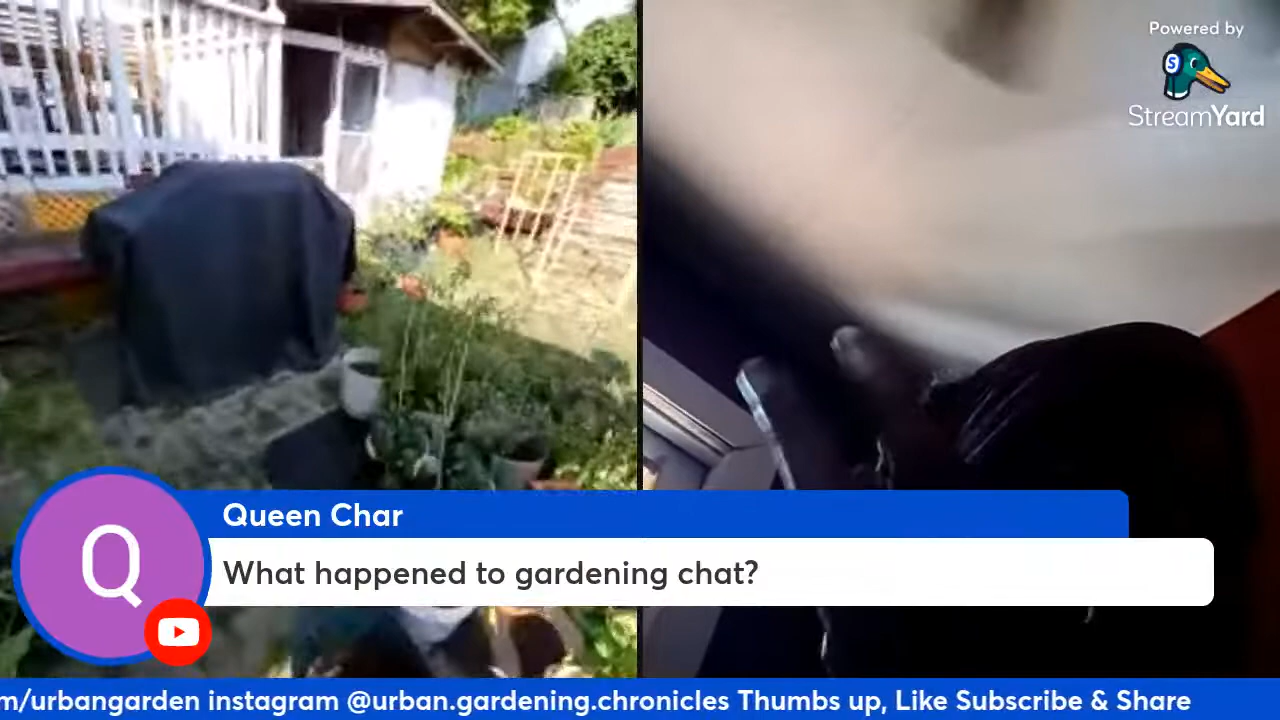 Powered by
StreamYard
Queen Char
Q
What happened to gardening chat?
m/urbangarden instagram @urban.gardening.chronicles Thumbs up, Like Subscribe & Share